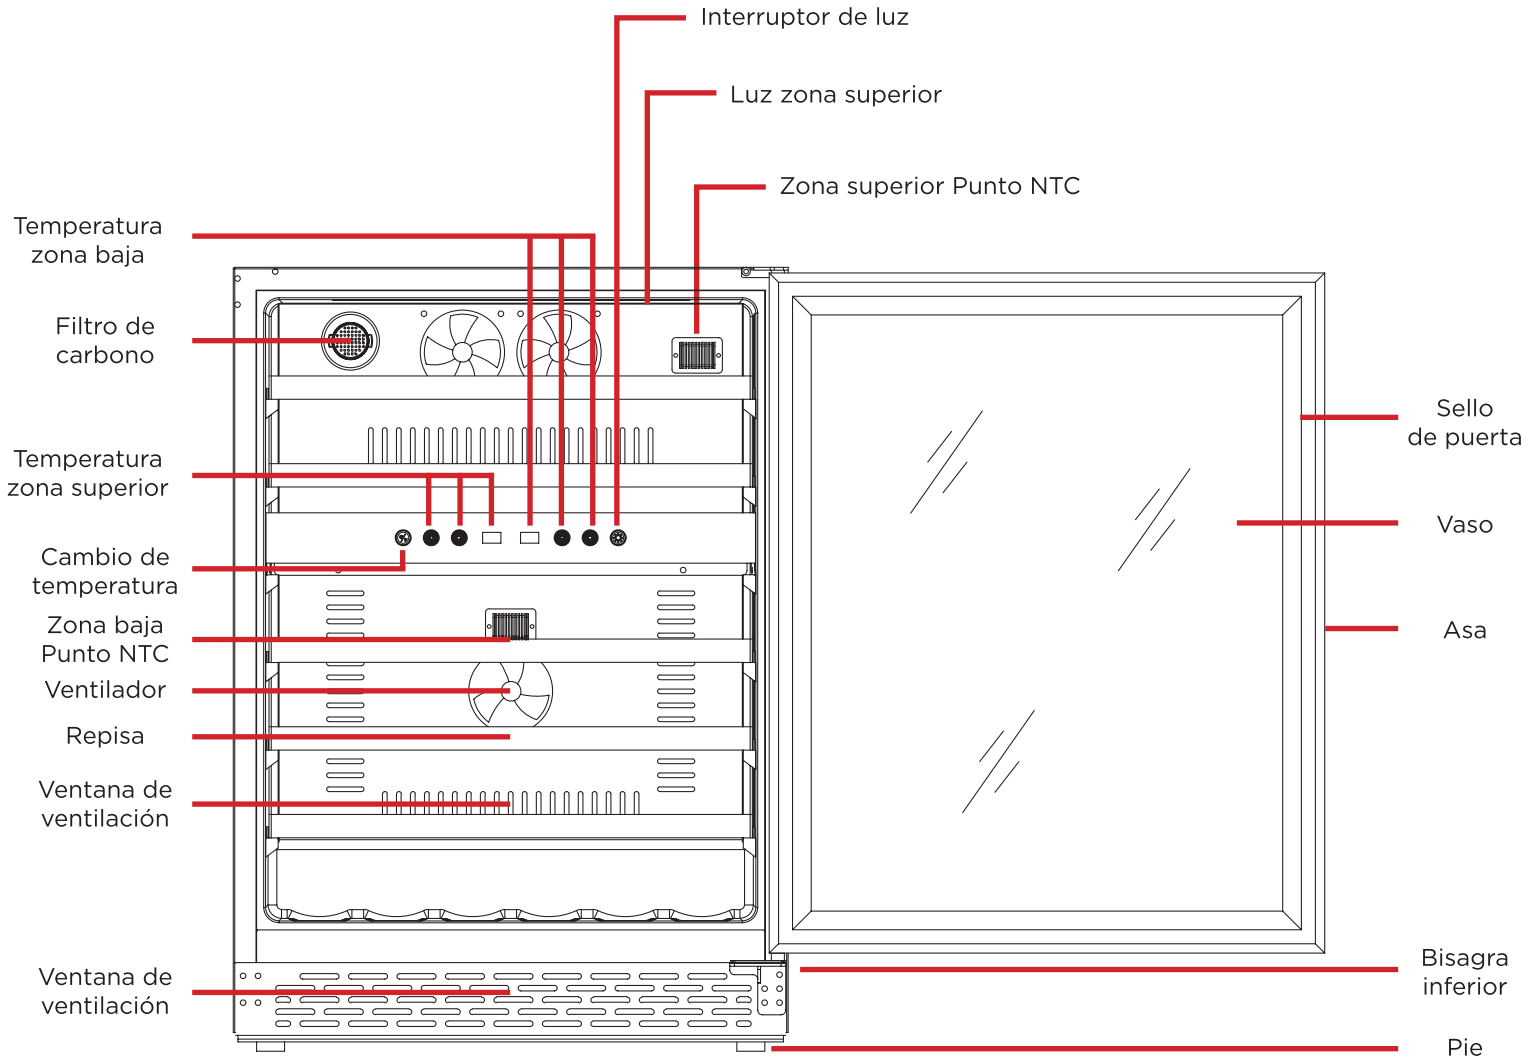 Interruptor de luz
Luz zona superior
Zona superior Punto NTC
Temperatura
zona baja
Filtro de
carbono
Temperatura
zona superior
Cambio de
temperatura
Zona baja
Punto NTC
Ventilador
Repisa
Ventana de
ventilación
Ventana de
ventilación
Sello
de puerta
Vaso
Asa
Bisagra
inferior
Pie